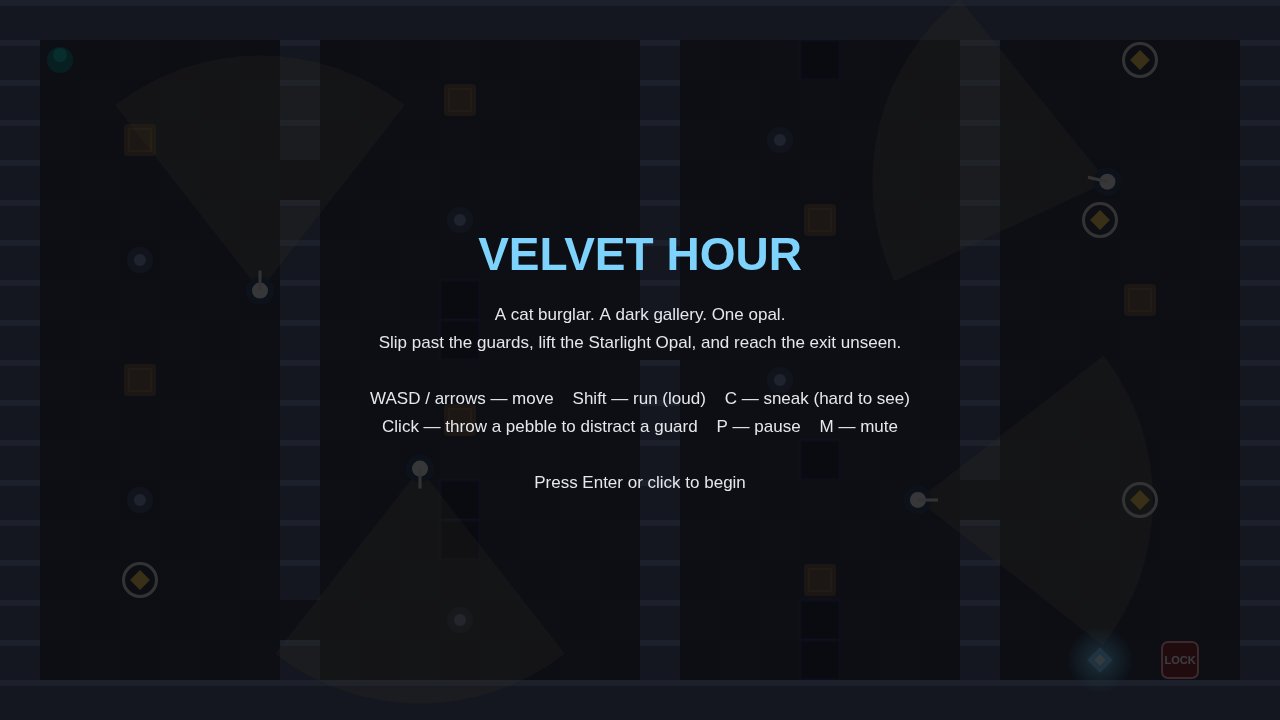 VELVET HOUR
A cat burglar. A dark gallery. One opal.
Slip past the guards, lift the Starlight Opal, and reach the exit unseen.
WASD / arrows — move    Shift — run (loud)    C — sneak (hard to see)
Click — throw a pebble to distract a guard    P — pause    M — mute
Press Enter or click to begin
LOCK